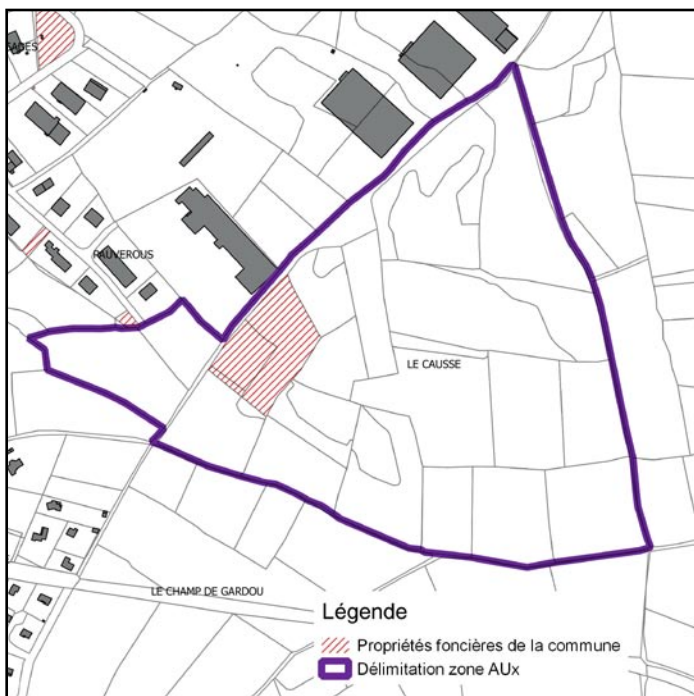 PAUVEROUS
LE CAUSSE
LE CHAMP DE GARDOU
Légende
Propriétés foncières de la commune
Délimitation zone AUx